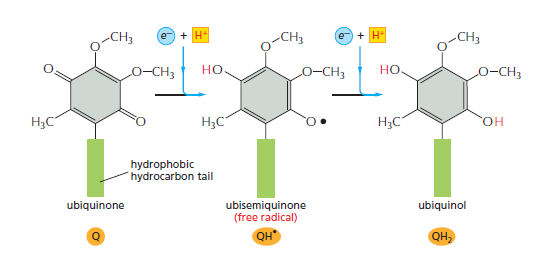 CH₃ e⁻ + H⁺ CH₃ e⁻ + H⁺ CH₃
O O O
O O–CH₃ HO O–CH₃ HO O–CH₃
H₃C O H₃C O• H₃C OH
hydrophobic
hydrocarbon tail
ubiquinone ubisemiquinone ubiquinol
(free radical)
Q QH• QH₂